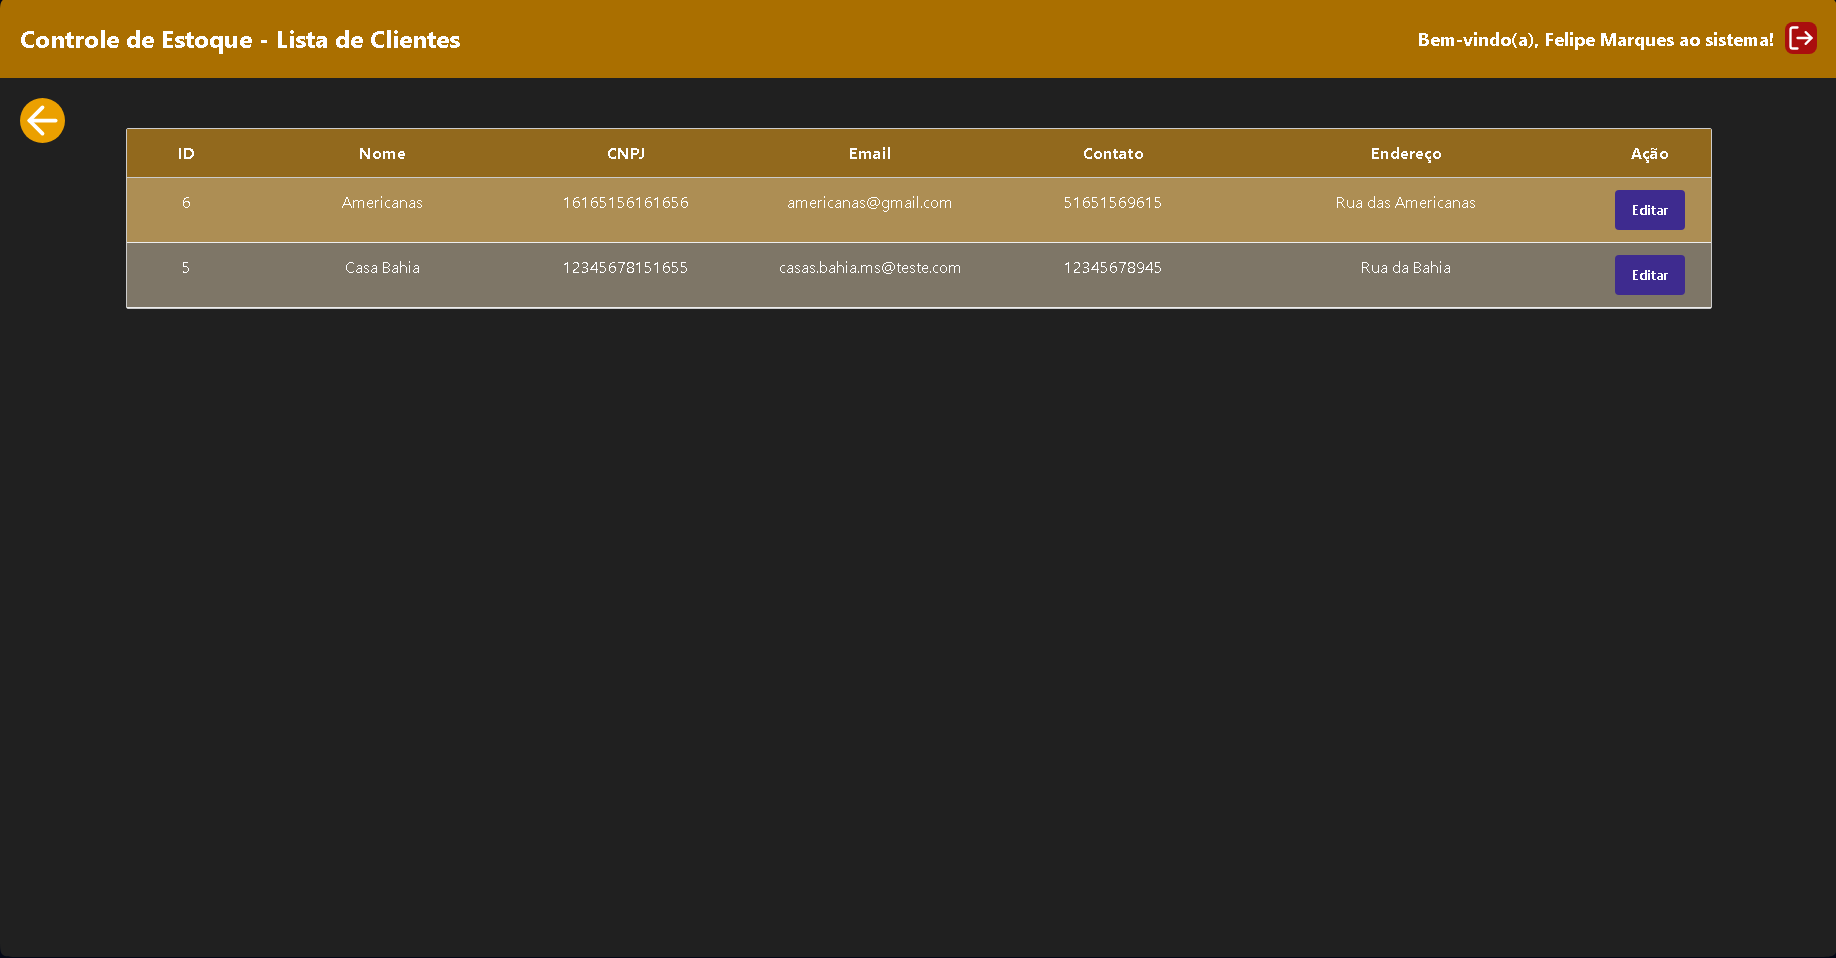 Controle de Estoque - Lista de Clientes
Bem-vindo(a), Felipe Marques ao sistema!
ID Nome CNPJ Email Contato Endereço Ação
6 Americanas 16165156161656 americanas@gmail.com 51651569615 Rua das Americanas Editar
5 Casa Bahia 12345678151655 casas.bahia.ms@teste.com 12345678945 Rua da Bahia Editar